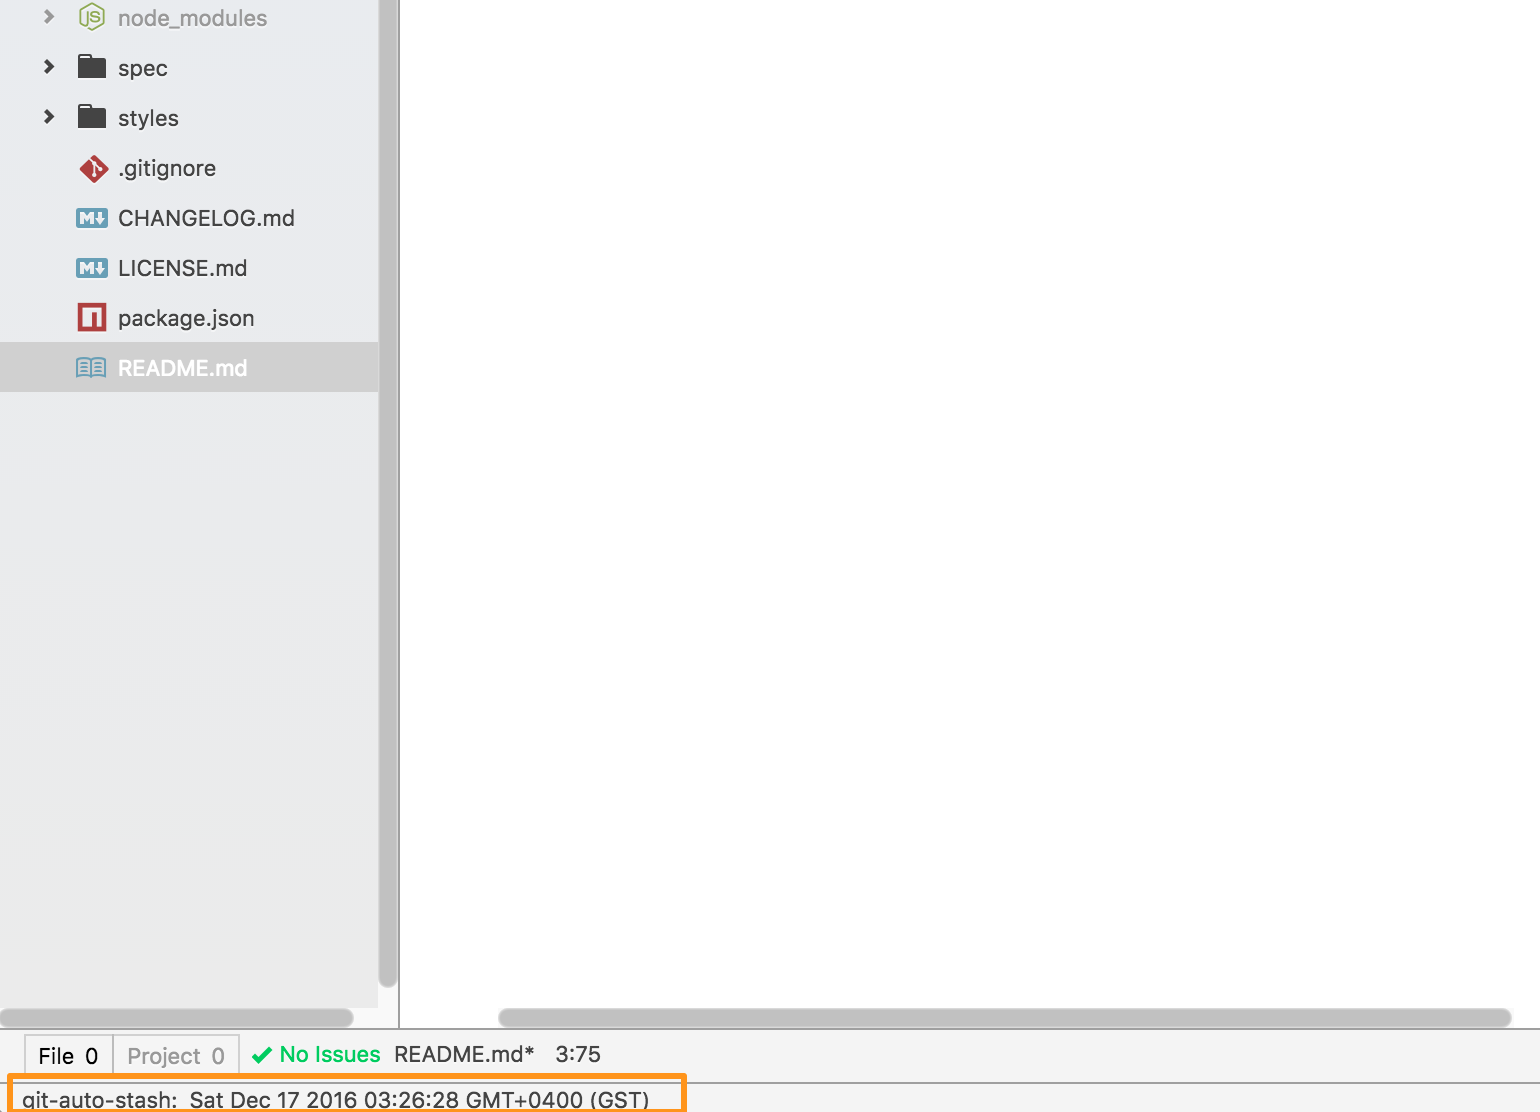 node_modules
spec
styles
.gitignore
CHANGELOG.md
LICENSE.md
package.json
README.md
File 0 Project 0 No Issues README.md* 3:75
git-auto-stash: Sat Dec 17 2016 03:26:28 GMT+0400 (GST)